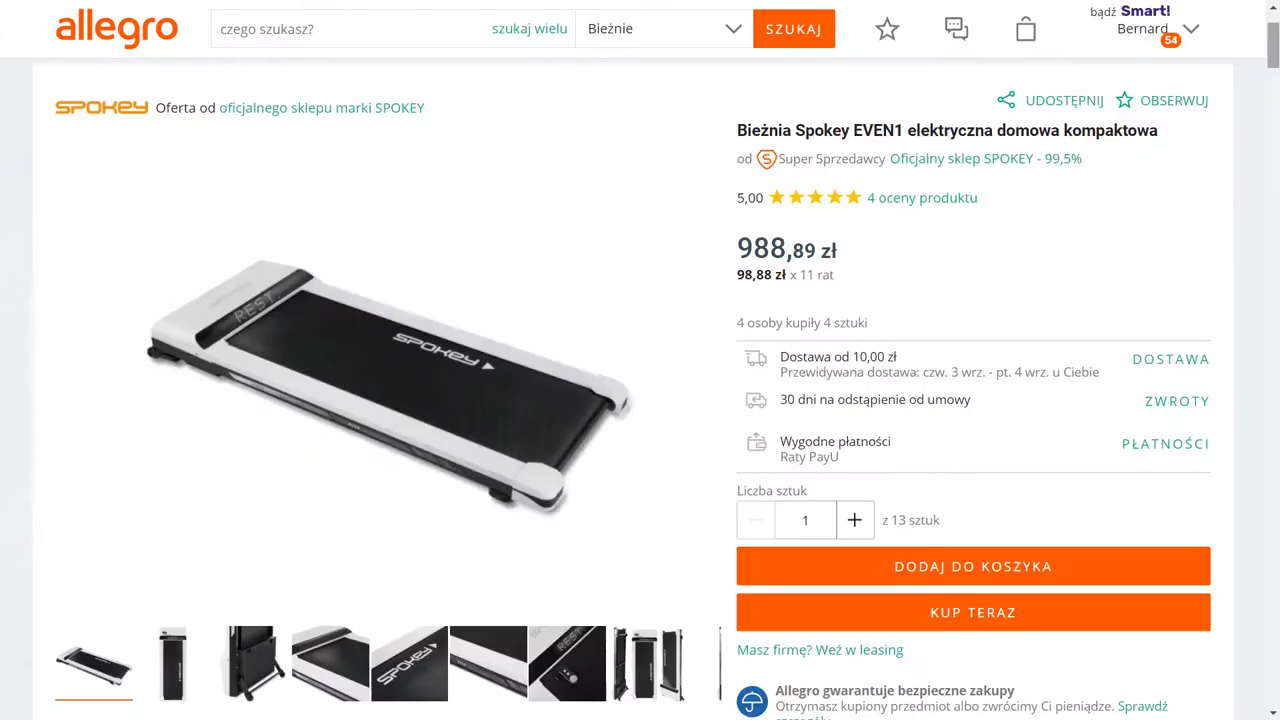 allegro
czego szukasz?
szukaj wielu
Bieżnie
SZUKAJ
bądź Smart!
Bernard
54
SPOKEY Oferta od oficjalnego sklepu marki SPOKEY
UDOSTĘPNIJ
OBSERWUJ
Bieżnia Spokey EVEN1 elektryczna domowa kompaktowa
od S Super Sprzedawcy Oficjalny sklep SPOKEY - 99,5%
5,00 4 oceny produktu
988,89 zł
98,88 zł x 11 rat
4 osoby kupiły 4 sztuki
Dostawa od 10,00 zł
Przewidywana dostawa: czw. 3 wrz. - pt. 4 wrz. u Ciebie
DOSTAWA
30 dni na odstąpienie od umowy
ZWROTY
Wygodne płatności
Raty PayU
PŁATNOŚCI
Liczba sztuk
− 1 + z 13 sztuk
DODAJ DO KOSZYKA
KUP TERAZ
Masz firmę? Weź w leasing
Allegro gwarantuje bezpieczne zakupy
Otrzymasz kupiony przedmiot albo zwrócimy Ci pieniądze. Sprawdź
szczegóły
REST
SPOKEY
SPOKEY
REST